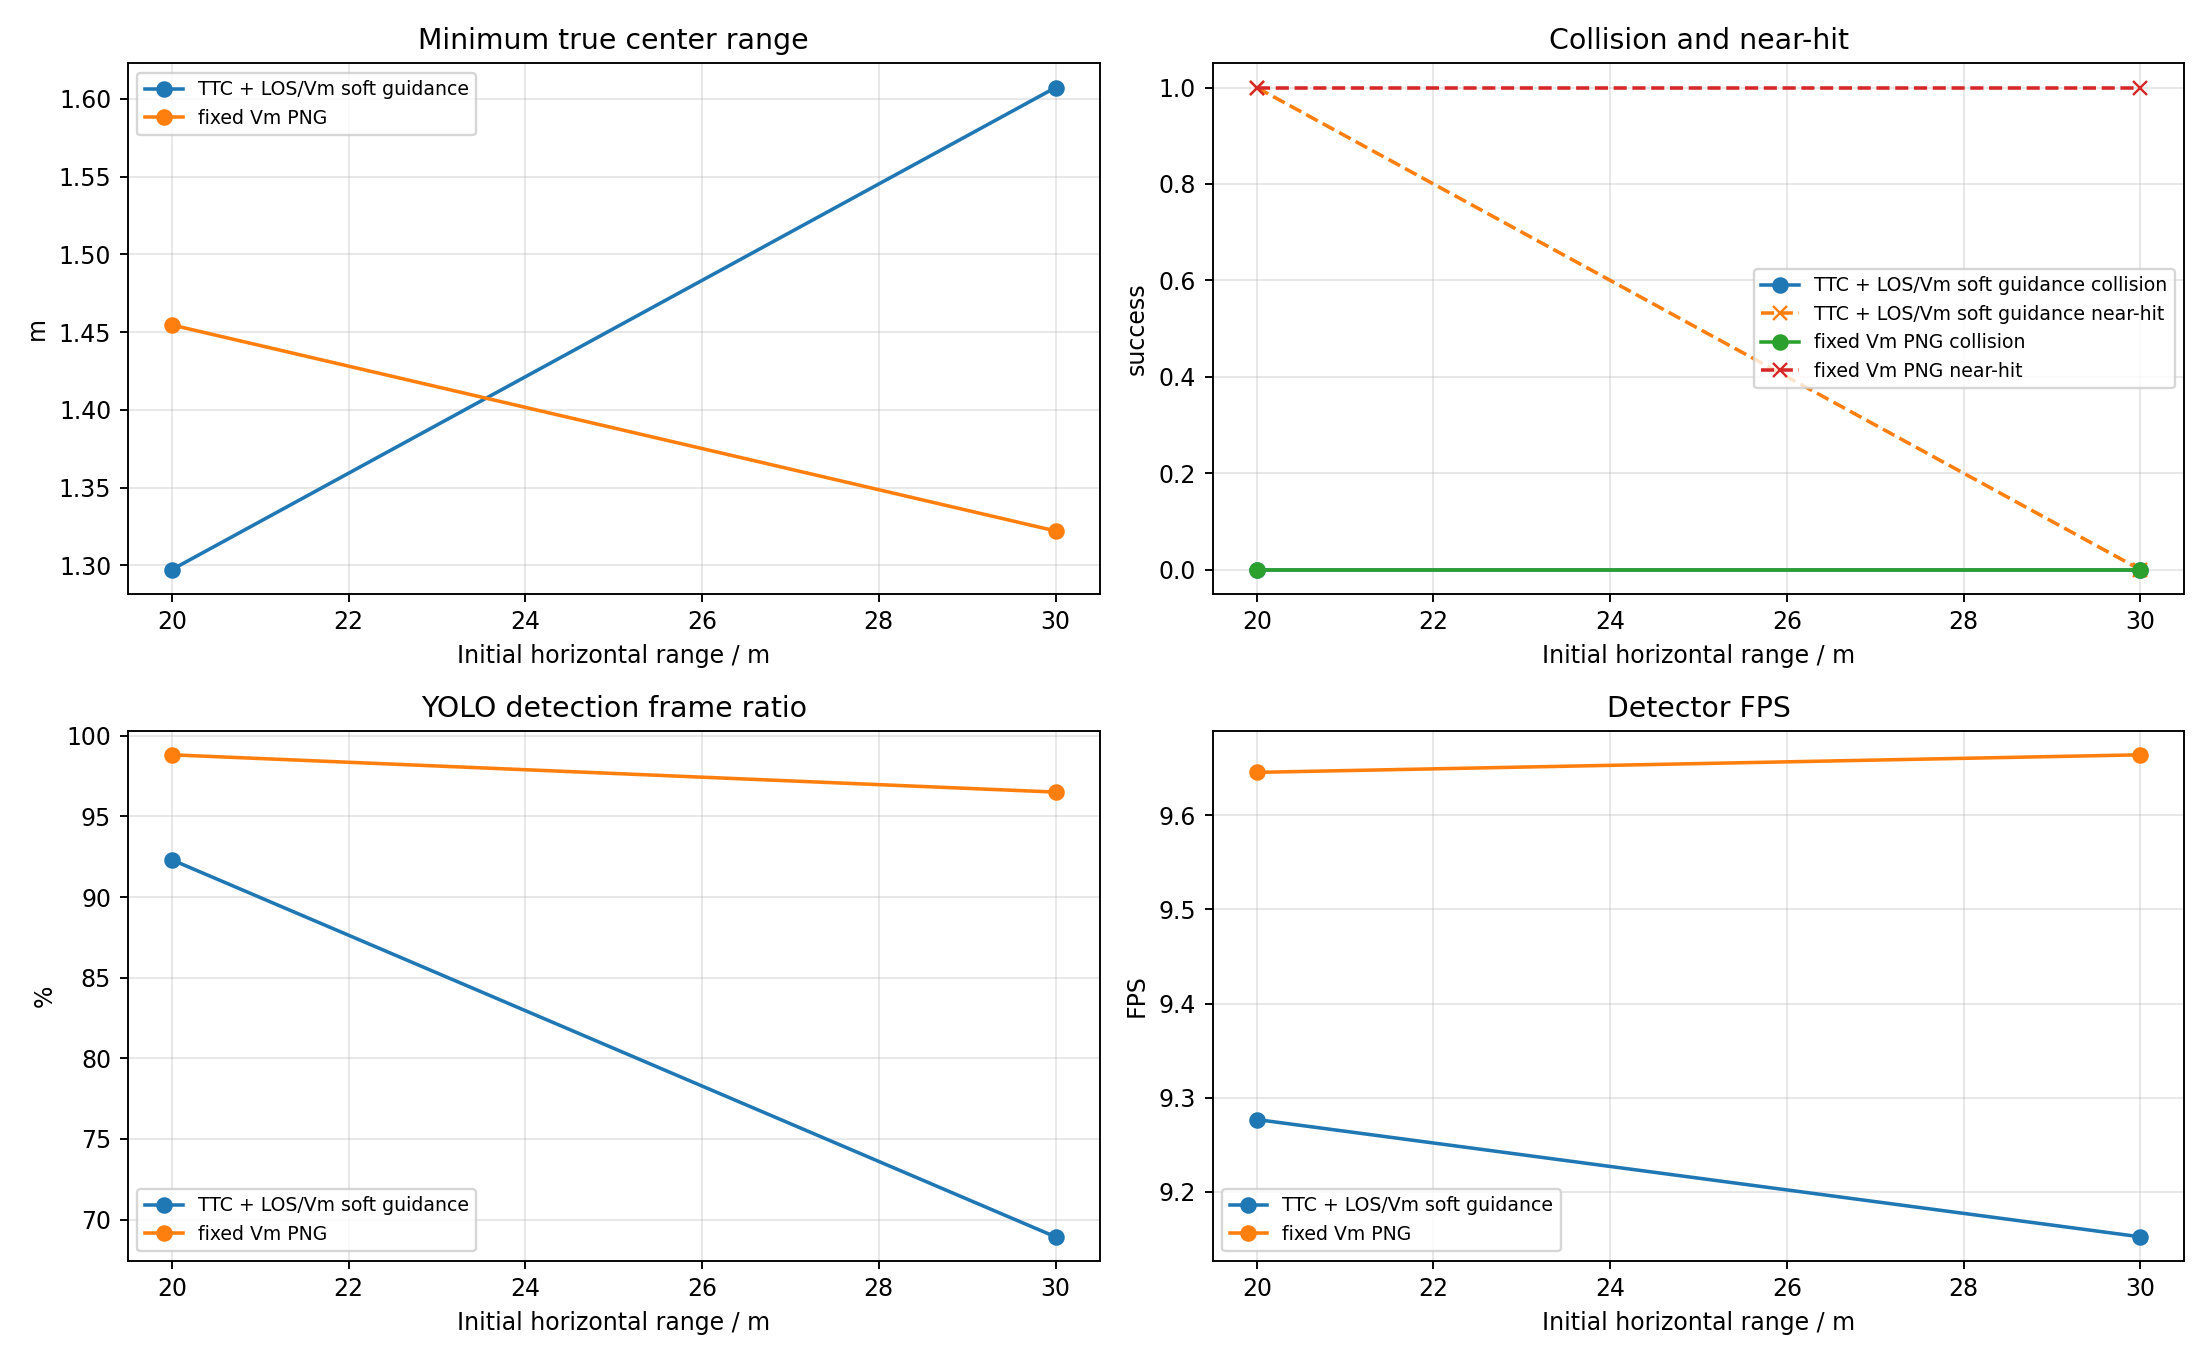 Minimum true center range
TTC + LOS/Vm soft guidance
fixed Vm PNG
1.60
1.55
1.50
1.45
1.40
1.35
1.30
m
20 22 24 26 28 30
Initial horizontal range / m
Collision and near-hit
1.0
0.8
0.6
0.4
0.2
0.0
success
TTC + LOS/Vm soft guidance collision
TTC + LOS/Vm soft guidance near-hit
fixed Vm PNG collision
fixed Vm PNG near-hit
20 22 24 26 28 30
Initial horizontal range / m
YOLO detection frame ratio
100
95
90
85
80
75
70
%
TTC + LOS/Vm soft guidance
fixed Vm PNG
20 22 24 26 28 30
Initial horizontal range / m
Detector FPS
9.6
9.5
9.4
9.3
9.2
FPS
TTC + LOS/Vm soft guidance
fixed Vm PNG
20 22 24 26 28 30
Initial horizontal range / m